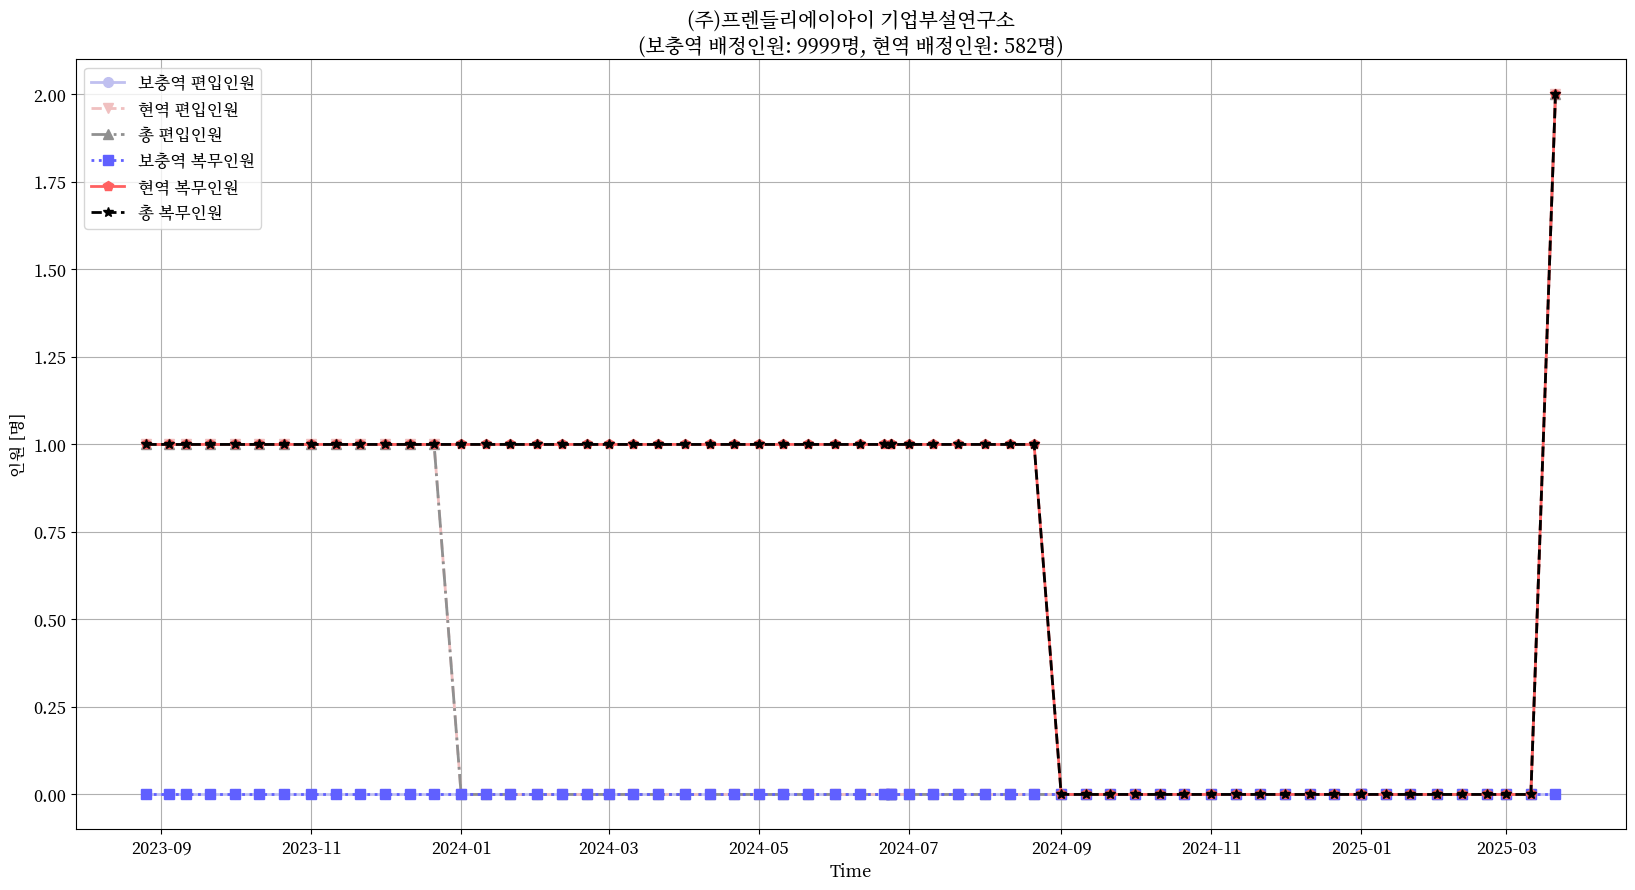 (주)프렌들리에이아이 기업부설연구소
(보충역 배정인원: 9999명, 현역 배정인원: 582명)
보충역 편입인원
현역 편입인원
총 편입인원
보충역 복무인원
현역 복무인원
총 복무인원
2.00
1.75
1.50
1.25
1.00
0.75
0.50
0.25
0.00
인원 [명]
2023-09
2023-11
2024-01
2024-03
2024-05
2024-07
2024-09
2024-11
2025-01
2025-03
Time